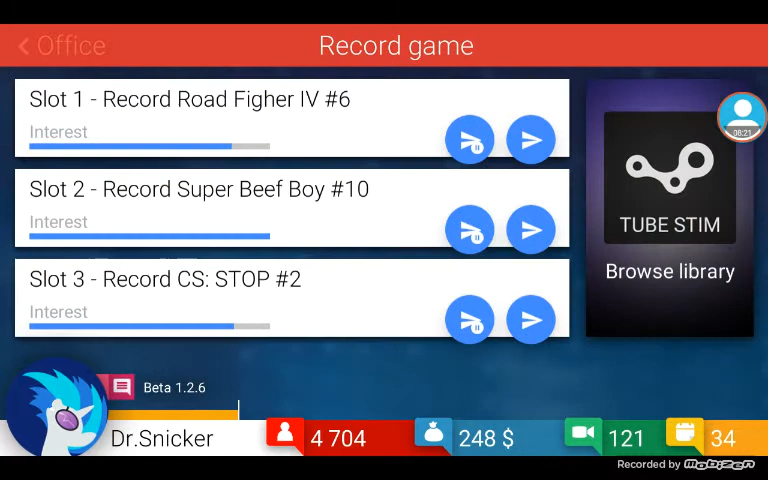 Office
Record game
Slot 1 - Record Road Figher IV #6
Interest
Slot 2 - Record Super Beef Boy #10
Interest
Slot 3 - Record CS: STOP #2
Interest
08:21
TUBE STIM
Browse library
Beta 1.2.6
Dr.Snicker
4 704
248 $
121
34
Recorded by Mobizen